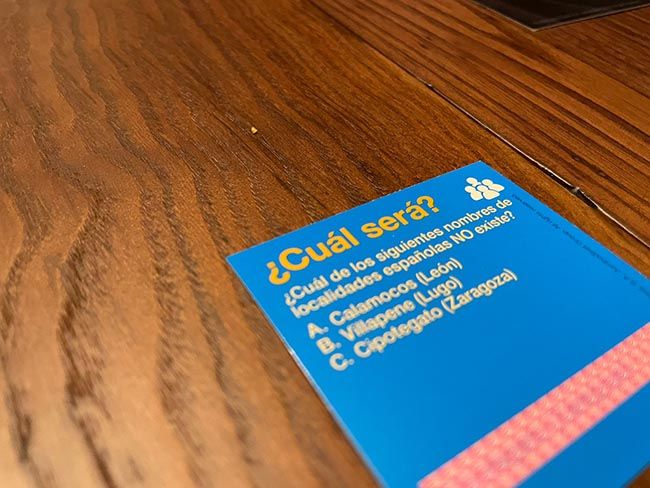 ¿Cuál será?
¿Cuál de los siguientes nombres de
localidades españolas NO existe?
A. Calamocos (León)
B. Villapene (Lugo)
C. Cipotegato (Zaragoza)